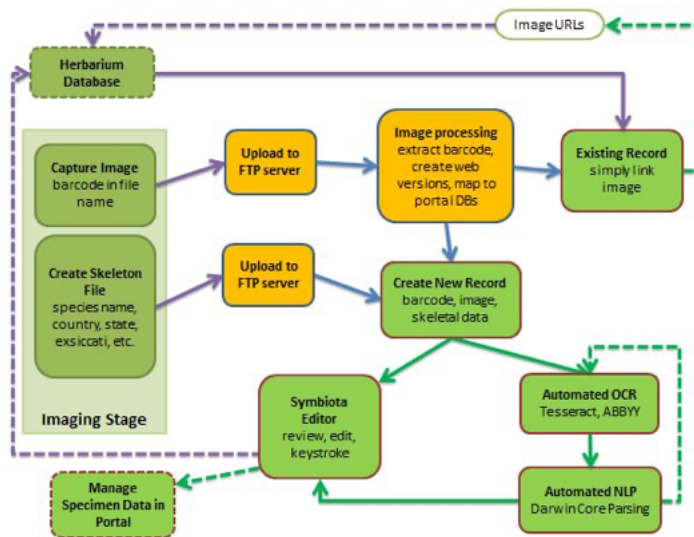 Image URLs
Herbarium
Database
Capture Image
barcode in file
name
Upload to
FTP server
Image processing
extract barcode,
create web
versions, map to
portal DBs
Existing Record
simply link
image
Create Skeleton
File
species name,
country, state,
exsiccati, etc.
Upload to
FTP server
Create New Record
barcode, image,
skeletal data
Imaging Stage
Symbiota
Editor
review, edit,
keystroke
Automated OCR
Tesseract, ABBYY
Manage
Specimen Data in
Portal
Automated NLP
Darwin Core Parsing